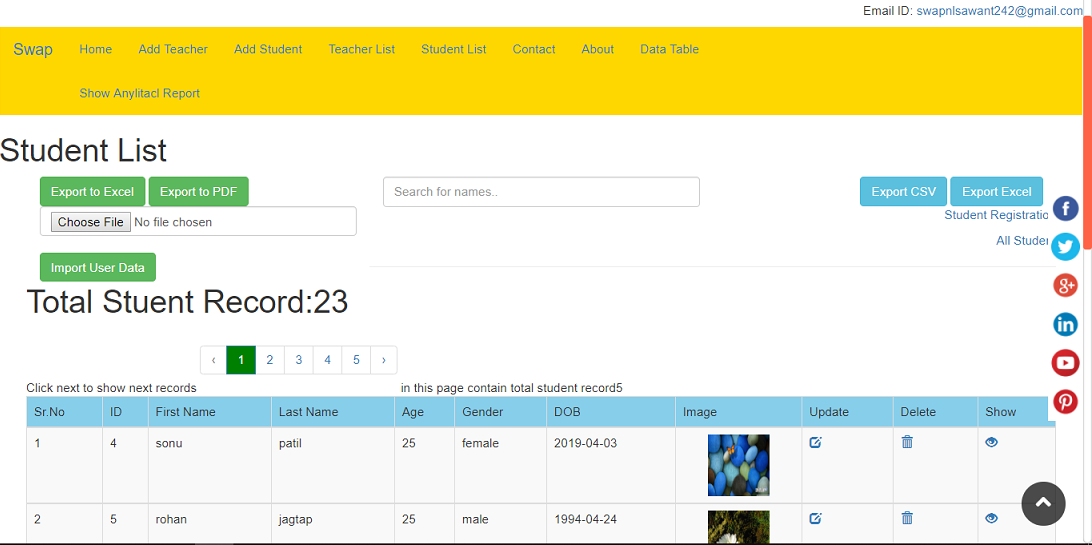 Email ID: swapnlsawant242@gmail.com
Swap Home Add Teacher Add Student Teacher List Student List Contact About Data Table
Show Anylitacl Report
Student List
Export to Excel Export to PDF Search for names.. Export CSV Export Excel
Choose File No file chosen Student Registratio
All Stude
Import User Data
Total Stuent Record:23
‹ 1 2 3 4 5 ›
Click next to show next records in this page contain total student record5
Sr.No ID First Name Last Name Age Gender DOB Image Update Delete Show
1 4 sonu patil 25 female 2019-04-03
2 5 rohan jagtap 25 male 1994-04-24